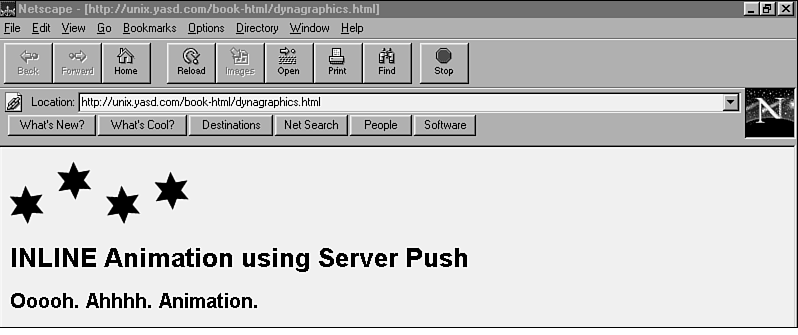 Netscape - [http://unix.yasd.com/book-html/dynagraphics.html]
File Edit View Go Bookmarks Options Directory Window Help
Back Forward Home Reload Images Open Print Find Stop
Location: http://unix.yasd.com/book-html/dynagraphics.html
N
What's New? What's Cool? Destinations Net Search People Software
INLINE Animation using Server Push
Ooooh. Ahhhh. Animation.